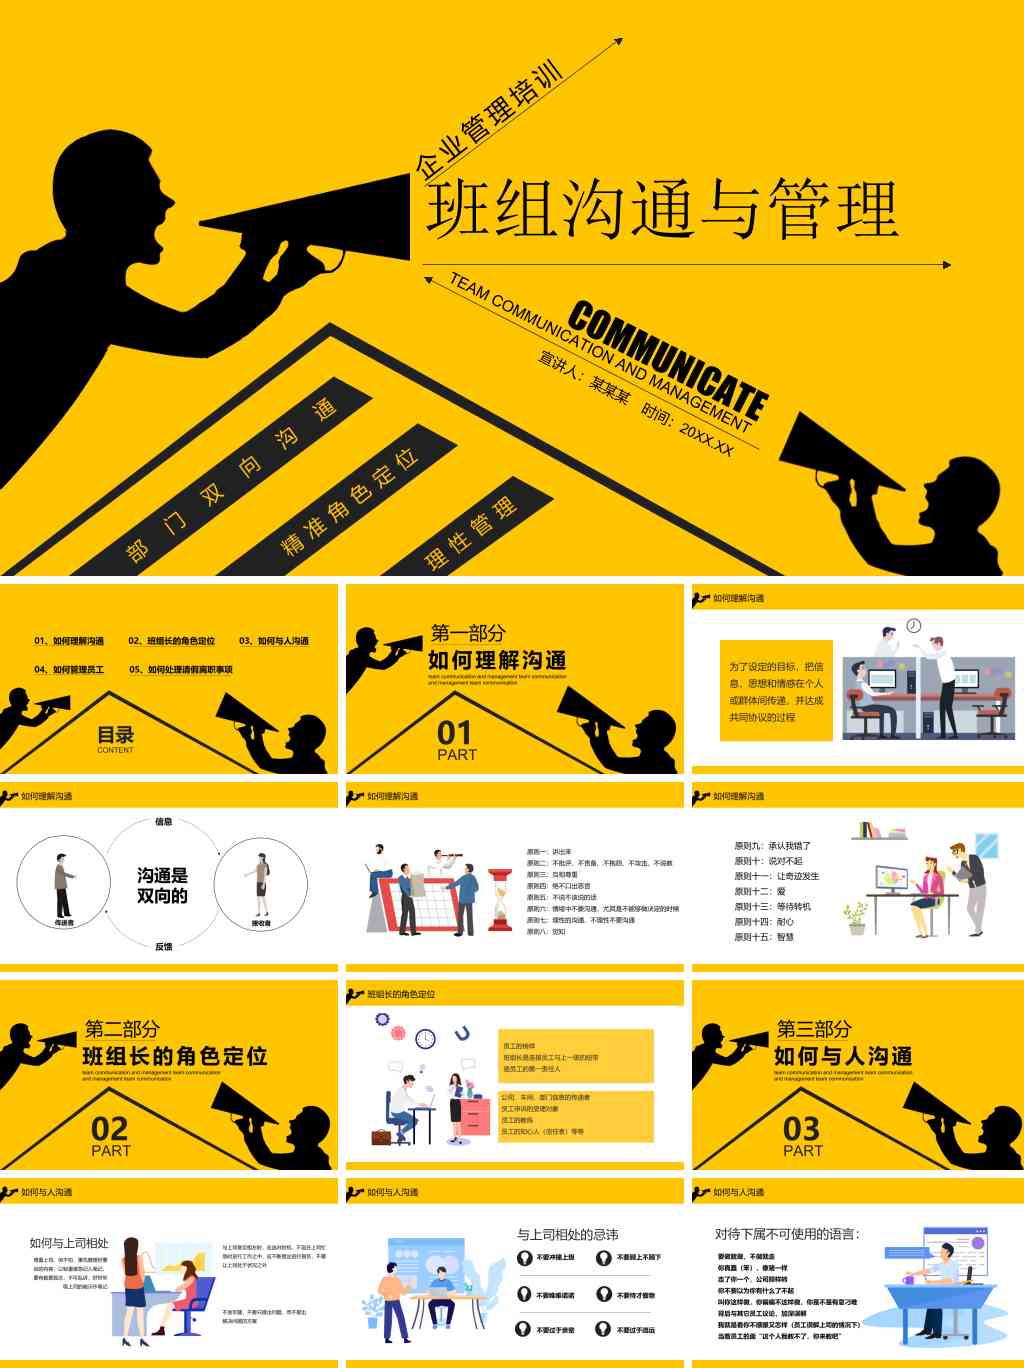 企业管理培训
班组沟通与管理
TEAM COMMUNICATION AND MANAGEMENT
COMMUNICATE
宣讲人：某某某 时间：20XX.XX
部门双向沟通
精准角色定位
理性管理
01、如何理解沟通
02、班组长的角色定位
03、如何与人沟通
04、如何管理员工
05、如何处理请假离职事项
目录
CONTENT
第一部分
如何理解沟通
team communication and management team communication
and management team communication
01
PART
如何理解沟通
为了设定的目标，把信
息、思想和情感在个人
或群体间传递，并达成
共同协议的过程
如何理解沟通
信息
沟通是
双向的
传递者
接收者
反馈
如何理解沟通
原则一：讲出来
原则二：不批评、不责备、不抱怨、不攻击、不说教
原则三：互相尊重
原则四：绝不口出恶言
原则五：不说不该说的话
原则六：情绪中不要沟通，尤其是不能够做决定的时候
原则七：理性的沟通，不理性不要沟通
原则八：觉知
如何理解沟通
原则九：承认我错了
原则十：说对不起
原则十一：让奇迹发生
原则十二：爱
原则十三：等待转机
原则十四：耐心
原则十五：智慧
第二部分
班组长的角色定位
team communication and management team communication
and management team communication
02
PART
班组长的角色定位
员工的榜样
班组长是连接员工与上一级的纽带
是员工的第一责任人
公司、车间、部门信息的传递者
员工申诉的受理对象
员工的教练
员工的知心人（信任者）等等
第三部分
如何与人沟通
team communication and management team communication
and management team communication
03
PART
如何与人沟通
如何与上司相处
如何与人沟通
与上司相处的忌讳
不要冲撞上级
不要顾上不顾下
不要唯唯诺诺
不要恃才傲物
不要过于亲密
不要过于疏远
如何与人沟通
对待下属不可使用的语言：
要做就做，不做就走
你真蠢（笨），像猪一样
走了你一个，公司照样转
你不要以为你有什么了不起
叫你这样做，你偏偏不这样做，你是不是有意刁难
背后与其它员工议论，加深误解
我就是看你不顺眼又怎样（员工误解上司的情况下）
当着员工的面“这个人我教不了，你来教吧”